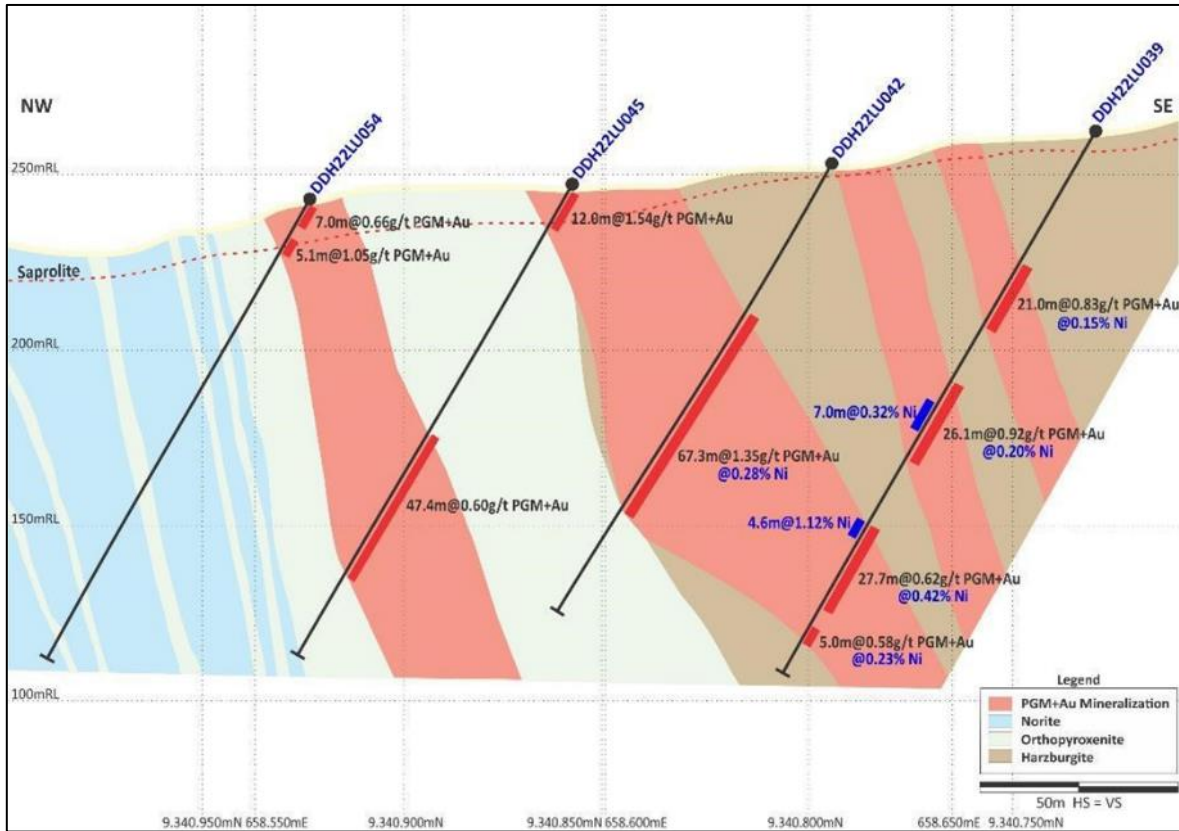 NW
SE
DDH22LU054
DDH22LU045
DDH22LU042
DDH22LU039
250mRL
200mRL
150mRL
100mRL
Saprolite
7.0m@0.66g/t PGM+Au
5.1m@1.05g/t PGM+Au
12.0m@1.54g/t PGM+Au
47.4m@0.60g/t PGM+Au
67.3m@1.35g/t PGM+Au
@0.28% Ni
21.0m@0.83g/t PGM+Au
@0.15% Ni
7.0m@0.32% Ni
26.1m@0.92g/t PGM+Au
@0.20% Ni
4.6m@1.12% Ni
27.7m@0.62g/t PGM+Au
@0.42% Ni
5.0m@0.58g/t PGM+Au
@0.23% Ni
Legend
PGM+Au Mineralization
Norite
Orthopyroxenite
Harzburgite
50m HS = VS
9.340.950mN 658.550mE 9.340.900mN 9.340.850mN 658.600mE 9.340.800mN 658.650mE 9.340.750mN